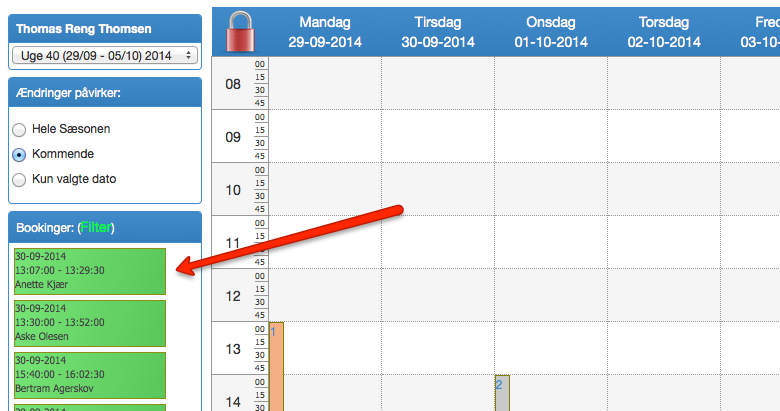 Thomas Reng Thomsen
Uge 40 (29/09 - 05/10) 2014
Ændringer påvirker:
Hele Sæsonen
Kommende
Kun valgte dato
Bookinger: (Filter)
30-09-2014
13:07:00 - 13:29:30
Anette Kjær
30-09-2014
13:30:00 - 13:52:00
Aske Olesen
30-09-2014
15:40:00 - 16:02:30
Bertram Agerskov
Mandag
29-09-2014
Tirsdag
30-09-2014
Onsdag
01-10-2014
Torsdag
02-10-2014
Fred
03-10-
08
00
15
30
45
09
00
15
30
45
10
00
15
30
45
11
00
15
30
45
12
00
15
30
45
13
00
15
30
45
1
14
00
15
30
2